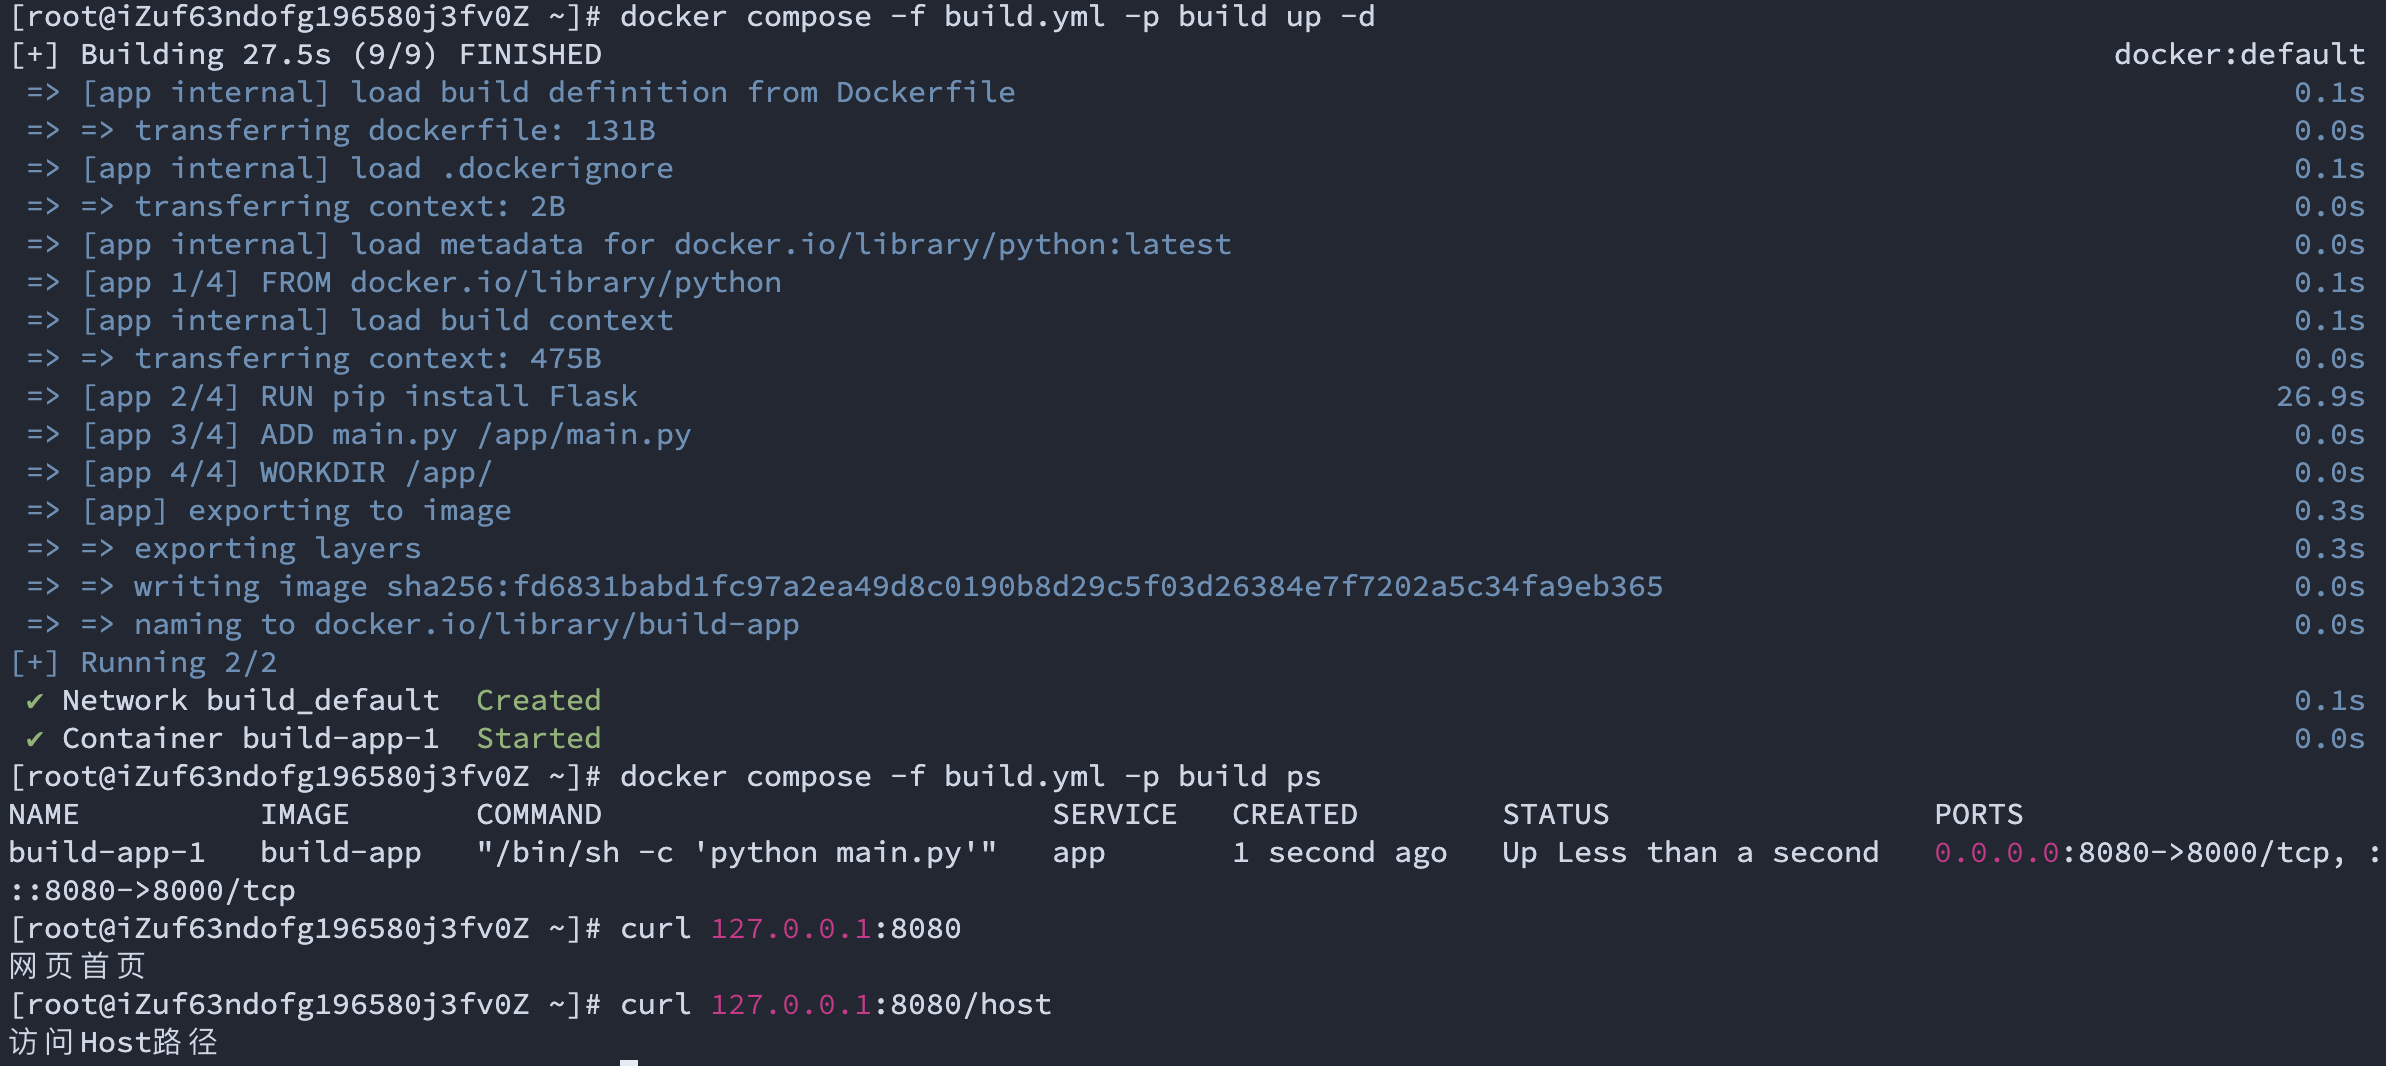 [root@iZuf63ndofg196580j3fv0Z ~]# docker compose -f build.yml -p build up -d
[+] Building 27.5s (9/9) FINISHED docker:default
=> [app internal] load build definition from Dockerfile 0.1s
=> => transferring dockerfile: 131B 0.0s
=> [app internal] load .dockerignore 0.1s
=> => transferring context: 2B 0.0s
=> [app internal] load metadata for docker.io/library/python:latest 0.0s
=> [app 1/4] FROM docker.io/library/python 0.1s
=> [app internal] load build context 0.1s
=> => transferring context: 475B 0.0s
=> [app 2/4] RUN pip install Flask 26.9s
=> [app 3/4] ADD main.py /app/main.py 0.0s
=> [app 4/4] WORKDIR /app/ 0.0s
=> [app] exporting to image 0.3s
=> => exporting layers 0.3s
=> => writing image sha256:fd6831babd1fc97a2ea49d8c0190b8d29c5f03d26384e7f7202a5c34fa9eb365 0.0s
=> => naming to docker.io/library/build-app 0.0s
[+] Running 2/2
✔ Network build_default Created 0.1s
✔ Container build-app-1 Started 0.0s
[root@iZuf63ndofg196580j3fv0Z ~]# docker compose -f build.yml -p build ps
NAME IMAGE COMMAND SERVICE CREATED STATUS PORTS
build-app-1 build-app "/bin/sh -c 'python main.py'" app 1 second ago Up Less than a second 0.0.0.0:8080->8000/tcp, :
::8080->8000/tcp
[root@iZuf63ndofg196580j3fv0Z ~]# curl 127.0.0.1:8080
网页首页
[root@iZuf63ndofg196580j3fv0Z ~]# curl 127.0.0.1:8080/host
访问Host路径